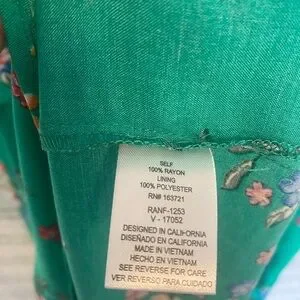 SELF
100% RAYON
LINING
100% POLYESTER
RN# 163721
RANF-1253
V - 17052
DESIGNED IN CALIFORNIA
DISEÑADO EN CALIFORNIA
MADE IN VIETNAM
HECHO EN VIETNAM
SEE REVERSE FOR CARE
VER REVERSO PARA CUIDADO